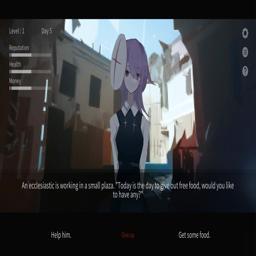 Level : 1 Day 5
Reputation
Health
Money
?
An ecclesiastic is working in a small plaza. "Today is the day to give out free food, would you like
to have any?"
Help him. Get some food.